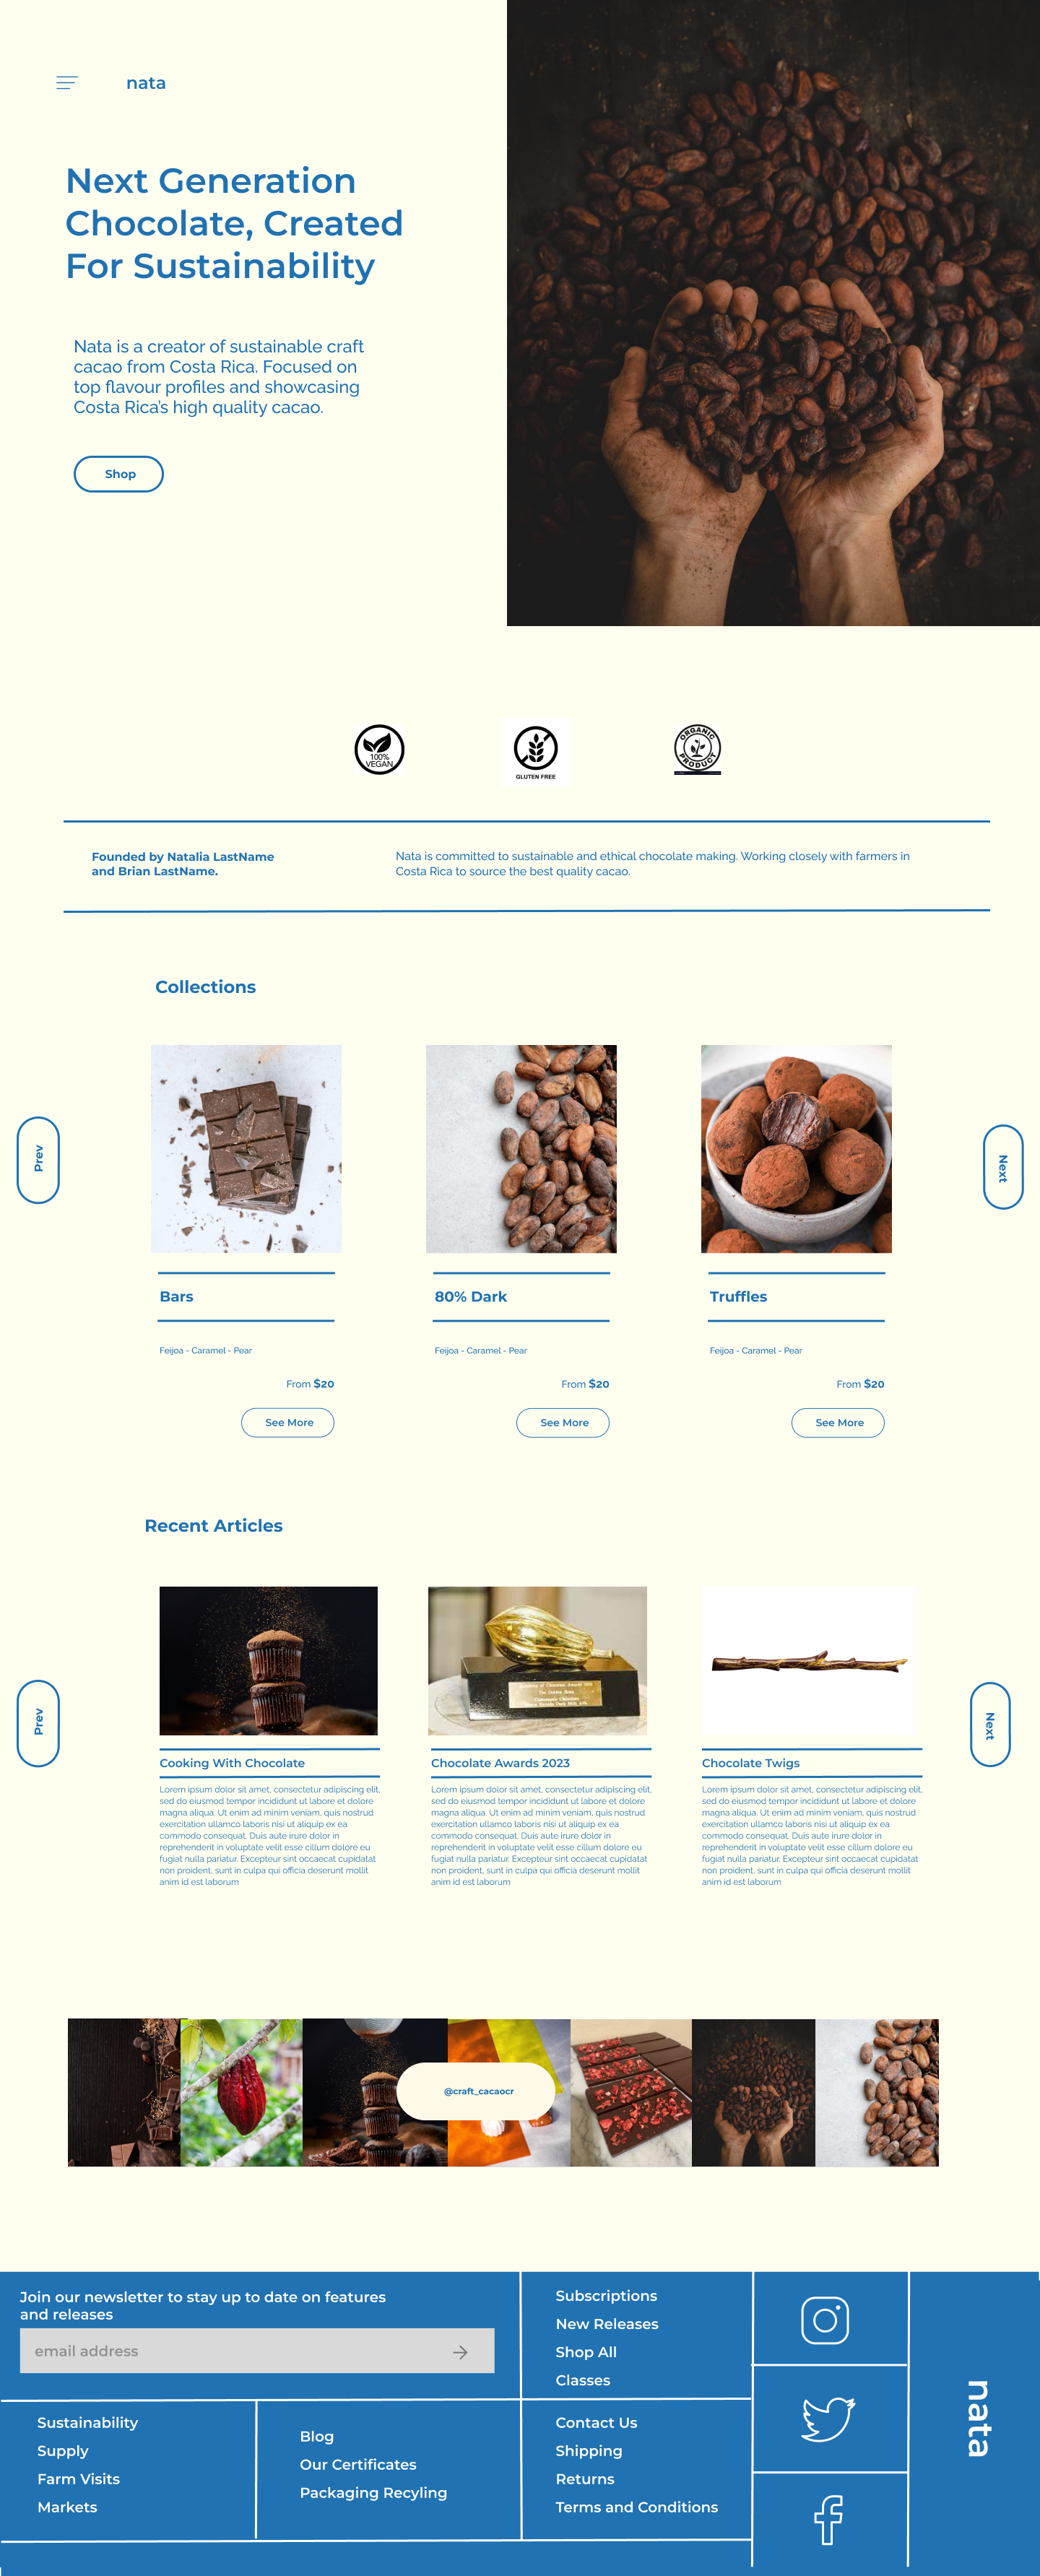 nata
Next Generation
Chocolate, Created
For Sustainability
Nata is a creator of sustainable craft
cacao from Costa Rica. Focused on
top flavour profiles and showcasing
Costa Rica's high quality cacao.
Shop
100%
VEGAN
GLUTEN FREE
ORGANIC
PRODUCT
Founded by Natalia LastName
and Brian LastName.
Nata is committed to sustainable and ethical chocolate making. Working closely with farmers in
Costa Rica to source the best quality cacao.
Collections
Prev
Next
Bars
80% Dark
Truffles
Feijoa - Caramel - Pear
Feijoa - Caramel - Pear
Feijoa - Caramel - Pear
From $20
From $20
From $20
See More
See More
See More
Recent Articles
Prev
Next
Cooking With Chocolate
Lorem ipsum dolor sit amet, consectetur adipiscing elit,
sed do eiusmod tempor incididunt ut labore et dolore
magna aliqua. Ut enim ad minim veniam, quis nostrud
exercitation ullamco laboris nisi ut aliquip ex ea
commodo consequat. Duis aute irure dolor in
reprehenderit in voluptate velit esse cillum dolore eu
fugiat nulla pariatur. Excepteur sint occaecat cupidatat
non proident, sunt in culpa qui officia deserunt mollit
anim id est laborum
Chocolate Awards 2023
Lorem ipsum dolor sit amet, consectetur adipiscing elit,
sed do eiusmod tempor incididunt ut labore et dolore
magna aliqua. Ut enim ad minim veniam, quis nostrud
exercitation ullamco laboris nisi ut aliquip ex ea
commodo consequat. Duis aute irure dolor in
reprehenderit in voluptate velit esse cillum dolore eu
fugiat nulla pariatur. Excepteur sint occaecat cupidatat
non proident, sunt in culpa qui officia deserunt mollit
anim id est laborum
Chocolate Twigs
Lorem ipsum dolor sit amet, consectetur adipiscing elit,
sed do eiusmod tempor incididunt ut labore et dolore
magna aliqua. Ut enim ad minim veniam, quis nostrud
exercitation ullamco laboris nisi ut aliquip ex ea
commodo consequat. Duis aute irure dolor in
reprehenderit in voluptate velit esse cillum dolore eu
fugiat nulla pariatur. Excepteur sint occaecat cupidatat
non proident, sunt in culpa qui officia deserunt mollit
anim id est laborum
@craft_cacaocr
Join our newsletter to stay up to date on features
and releases
email address
Subscriptions
New Releases
Shop All
Classes
Sustainability
Supply
Farm Visits
Markets
Blog
Our Certificates
Packaging Recyling
Contact Us
Shipping
Returns
Terms and Conditions
nata